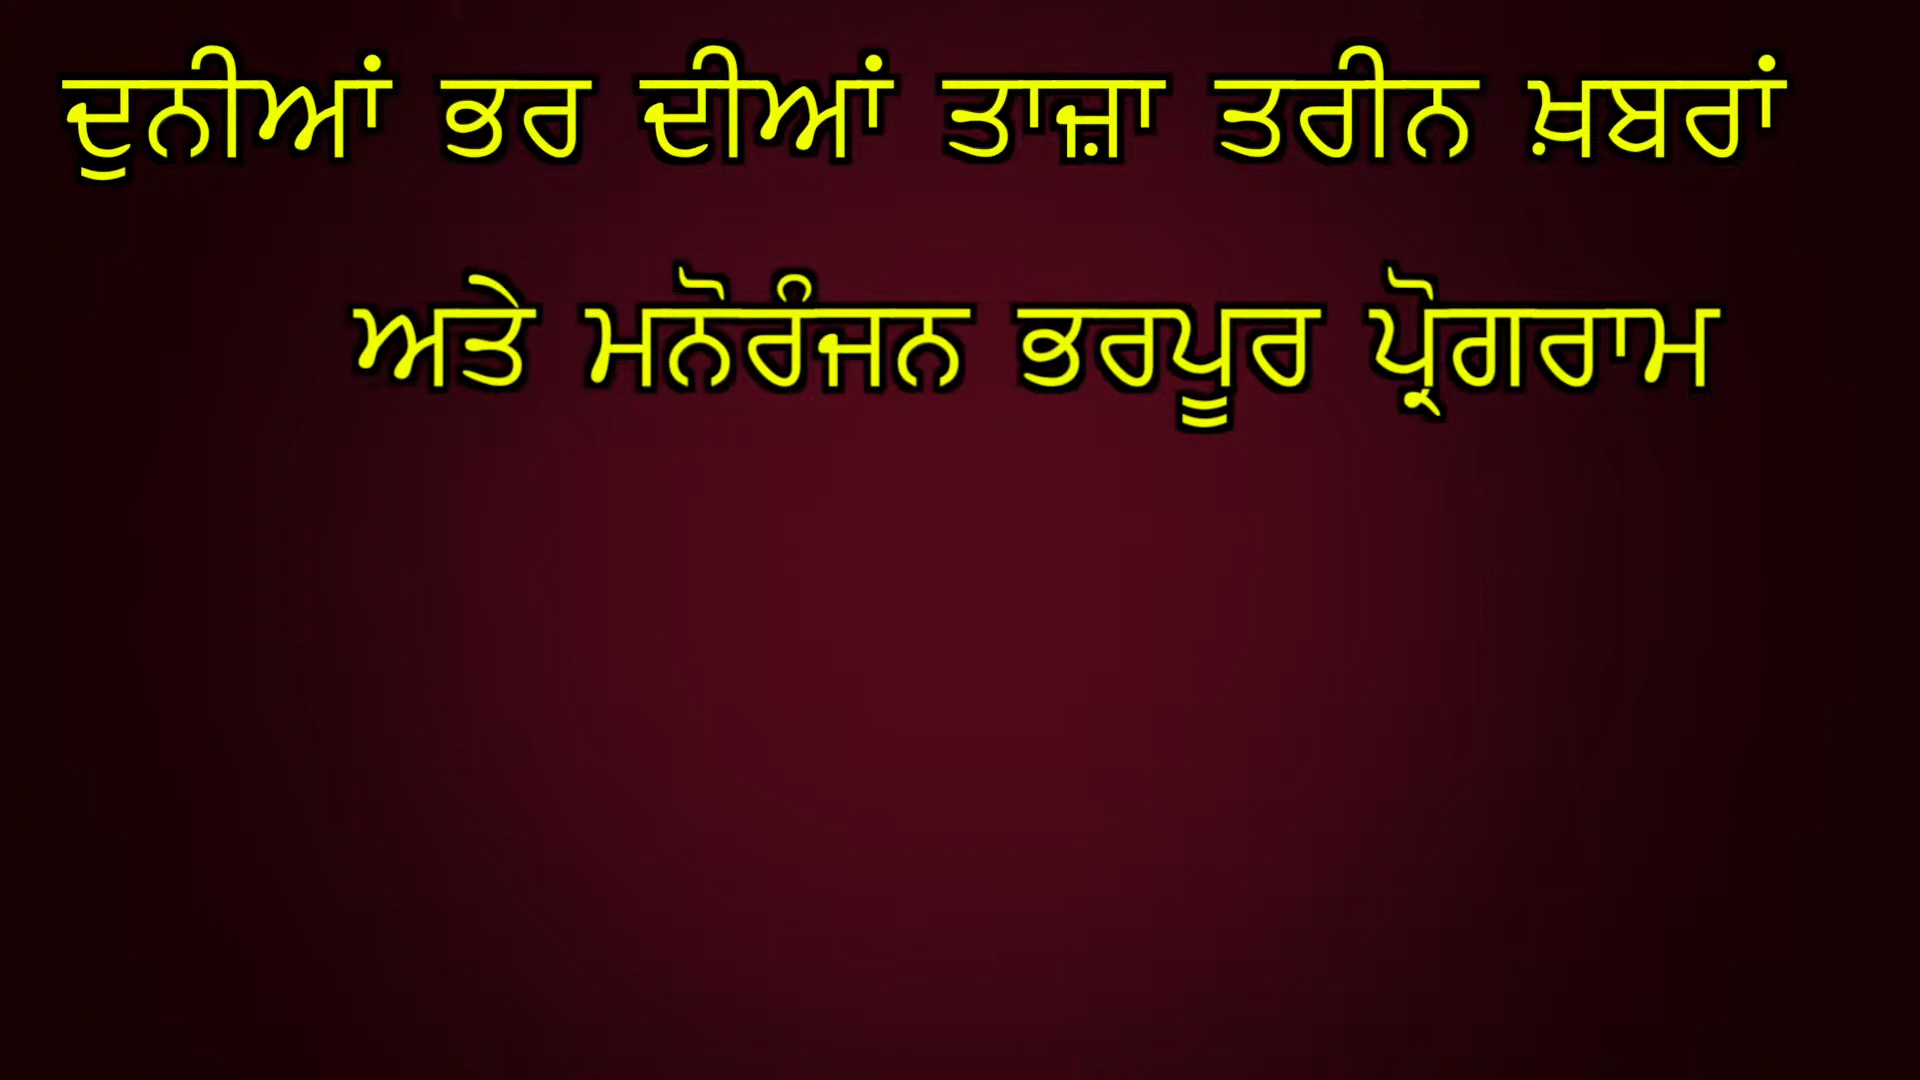 ਦੁਨੀਆਂ ਭਰ ਦੀਆਂ ਤਾਜ਼ਾ ਤਰੀਨ ਖ਼ਬਰਾਂ
ਅਤੇ ਮਨੋਰੰਜਨ ਭਰਪੂਰ ਪ੍ਰੋਗਰਾਮ